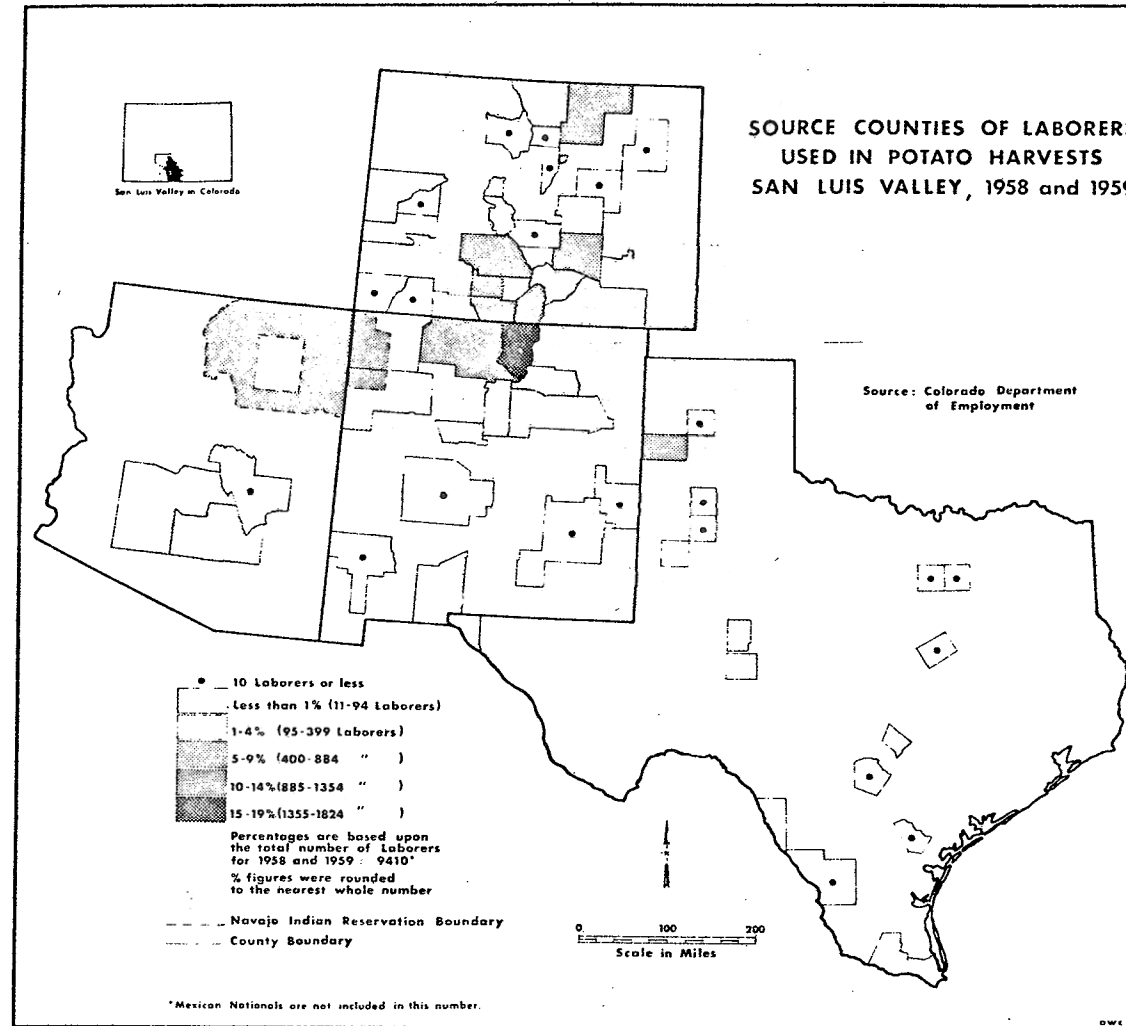 San Luis Valley in Colorado
SOURCE COUNTIES OF LABORERS
USED IN POTATO HARVESTS
SAN LUIS VALLEY, 1958 and 1959
Source: Colorado Department
of Employment
10 Laborers or less
Less than 1% (11-94 Laborers)
1-4% (95-399 Laborers)
5-9% (400-884 " )
10-14% (885-1354 " )
15-19% (1355-1824 " )
Percentages are based upon
the total number of Laborers
for 1958 and 1959 : 9410*
% figures were rounded
to the nearest whole number
Navajo Indian Reservation Boundary
County Boundary
0 100 200
Scale in Miles
*Mexican Nationals are not included in this number.
DWS